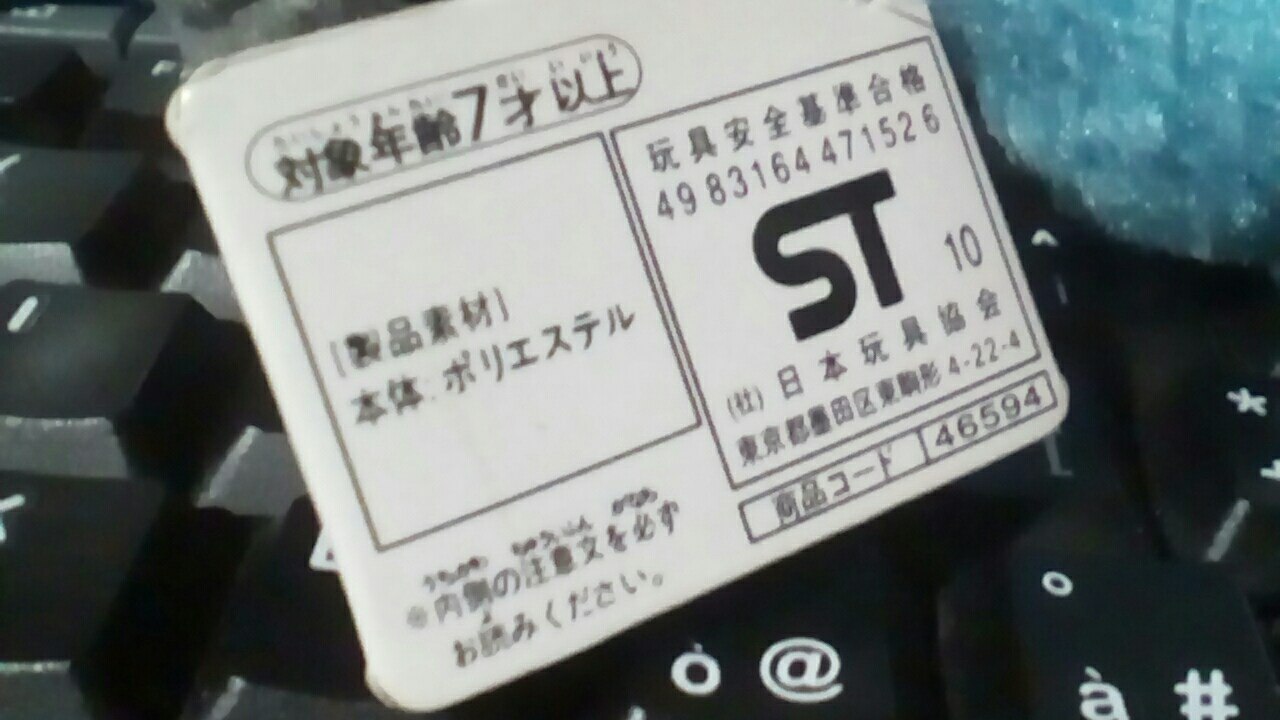 対象年齢7才以上
[製品素材]
本体:ポリエステル
※内側の注意文を必ず
お読みください。
玩具安全基準合格
4983164471526
ST
10
(社)日本玩具協会
東京都墨田区東駒形 4-22-4
商品コード 46594
ò @
°
à #
*
^